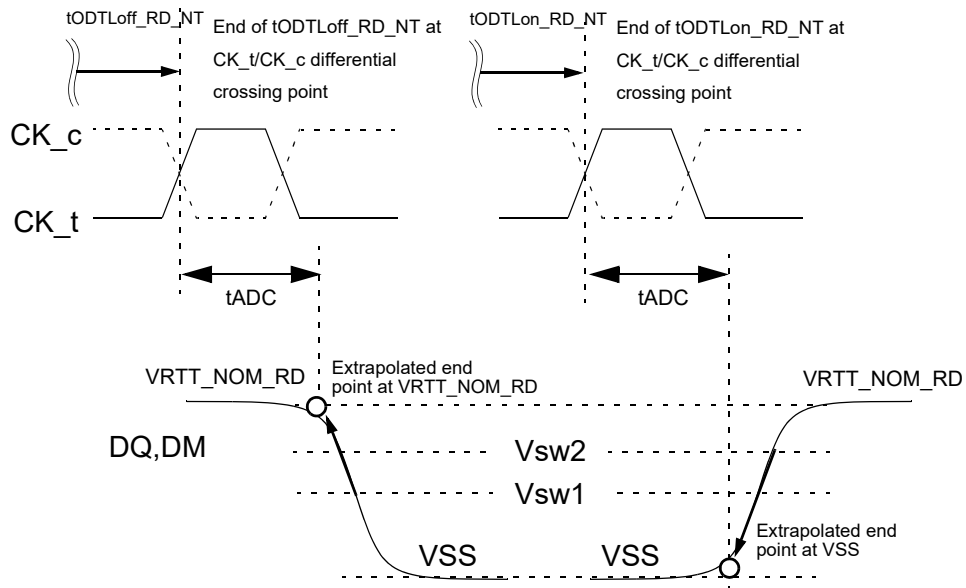 tODTLoff_RD_NT
End of tODTLoff_RD_NT at
CK_t/CK_c differential
crossing point
tODTLon_RD_NT
End of tODTLon_RD_NT at
CK_t/CK_c differential
crossing point
CK_c
CK_t
tADC
tADC
VRTT_NOM_RD
Extrapolated end
point at VRTT_NOM_RD
VRTT_NOM_RD
DQ,DM
Vsw2
Vsw1
VSS
VSS
Extrapolated end
point at VSS